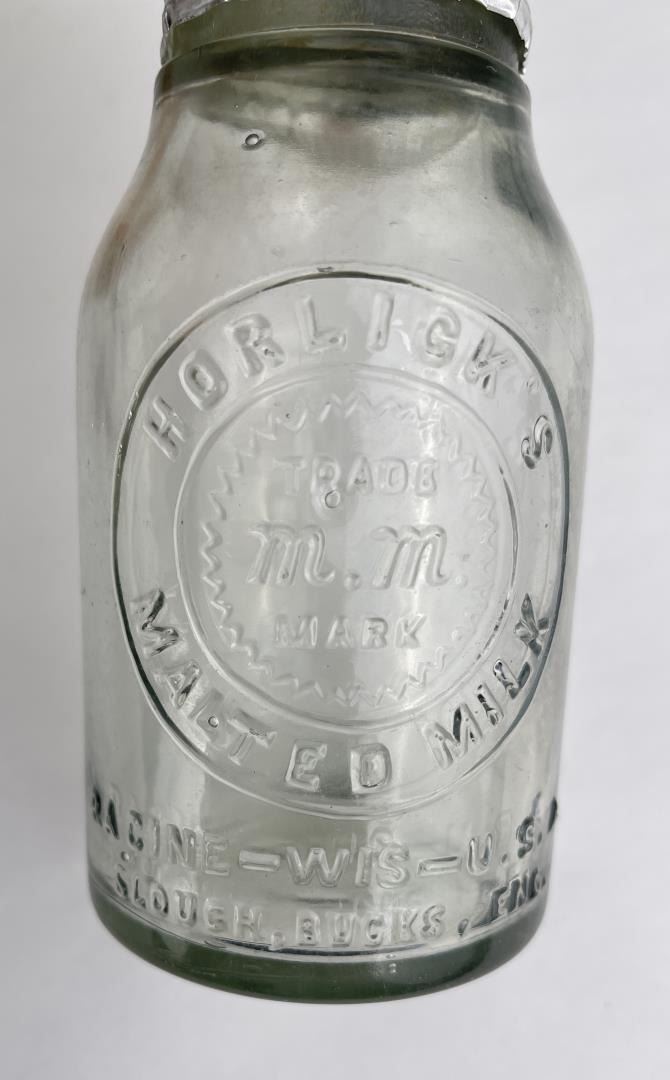 HORLICK'S
TRADE
M.M.
MARK
MALTED MILK
RACINE-WIS-U.S.A
SLOUGH, BUCKS, ENG.